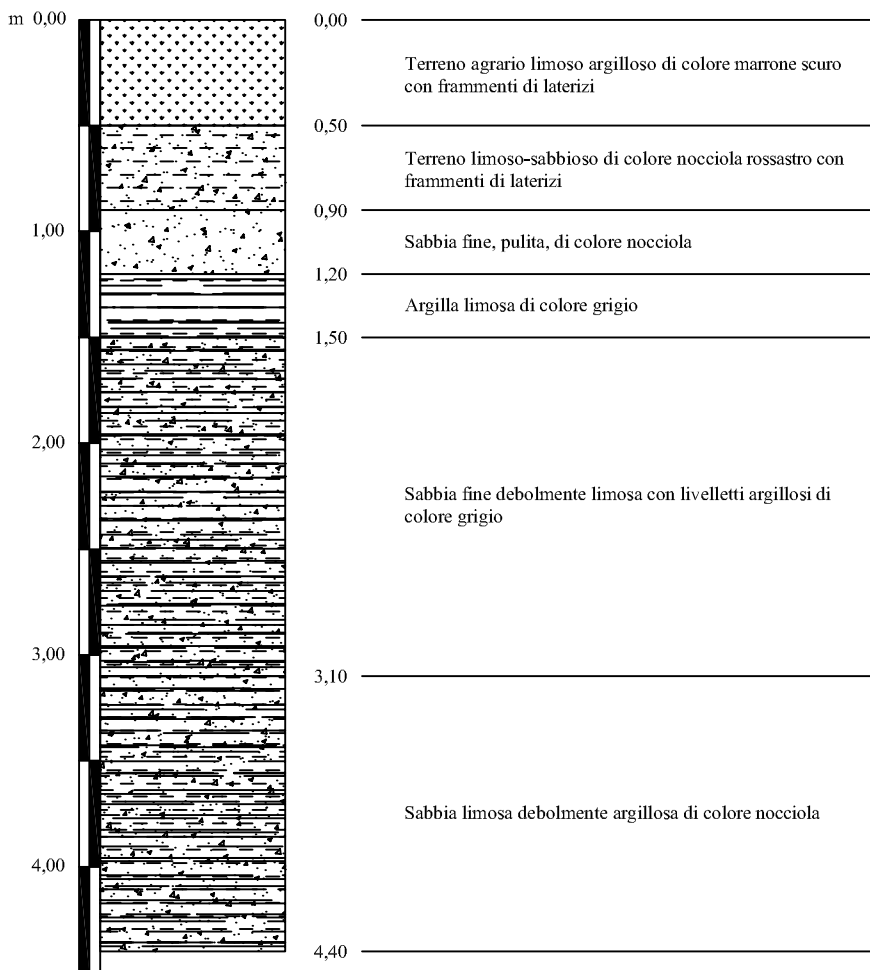 m 0,00
0,00
Terreno agrario limoso argilloso di colore marrone scuro
con frammenti di laterizi
0,50
Terreno limoso-sabbioso di colore nocciola rossastro con
frammenti di laterizi
0,90
1,00
Sabbia fine, pulita, di colore nocciola
1,20
Argilla limosa di colore grigio
1,50
2,00
Sabbia fine debolmente limosa con livelletti argillosi di
colore grigio
3,00
3,10
Sabbia limosa debolmente argillosa di colore nocciola
4,00
4,40